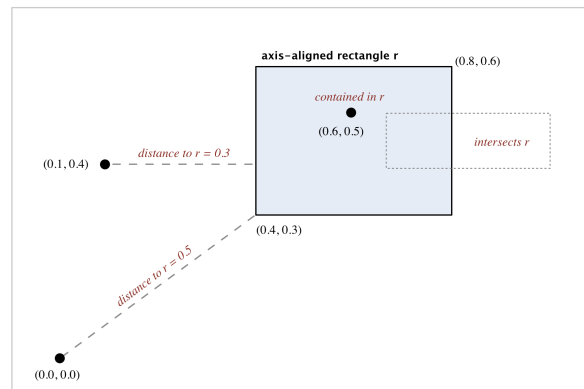 axis-aligned rectangle r
(0.8, 0.6)
contained in r
(0.6, 0.5)
intersects r
distance to r = 0.3
(0.1, 0.4)
(0.4, 0.3)
distance to r = 0.5
(0.0, 0.0)